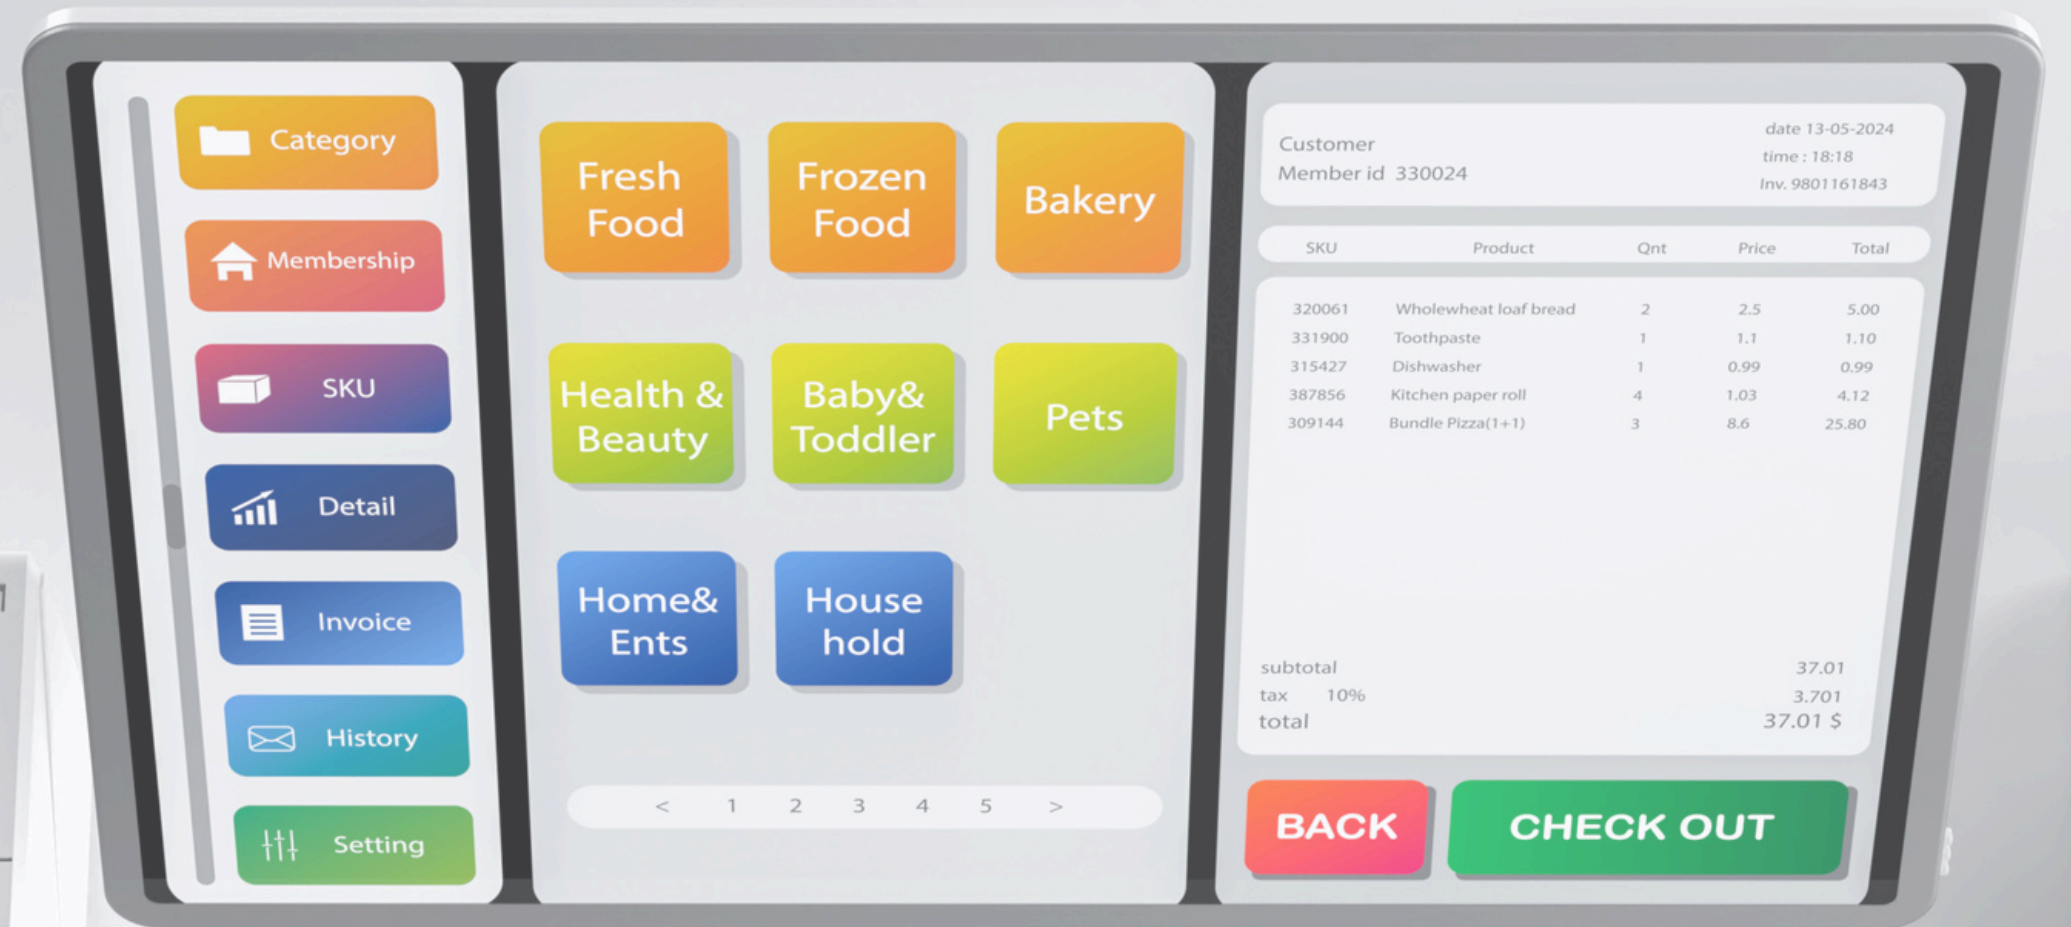 Category
Membership
SKU
Detail
Invoice
History
Setting
Fresh
Food
Frozen
Food
Bakery
Health &
Beauty
Baby&
Toddler
Pets
Home&
Ents
House
hold
< 1 2 3 4 5 >
Customer
Member id 330024
date 13-05-2024
time : 18:18
Inv. 9801161843
SKU Product Qnt Price Total
320061 Wholewheat loaf bread 2 2.5 5.00
331900 Toothpaste 1 1.1 1.10
315427 Dishwasher 1 0.99 0.99
387856 Kitchen paper roll 4 1.03 4.12
309144 Bundle Pizza(1+1) 3 8.6 25.80
subtotal 37.01
tax 10% 3.701
total 37.01 $
BACK
CHECK OUT